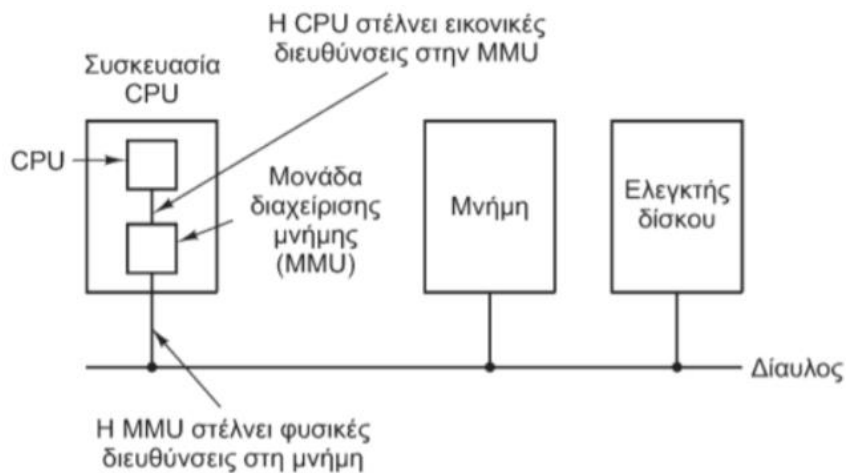 Η CPU στέλνει εικονικές
διευθύνσεις στην MMU
Συσκευασία
CPU
CPU
Μονάδα
διαχείρισης
μνήμης
(MMU)
Μνήμη
Ελεγκτής
δίσκου
Δίαυλος
Η MMU στέλνει φυσικές
διευθύνσεις στη μνήμη